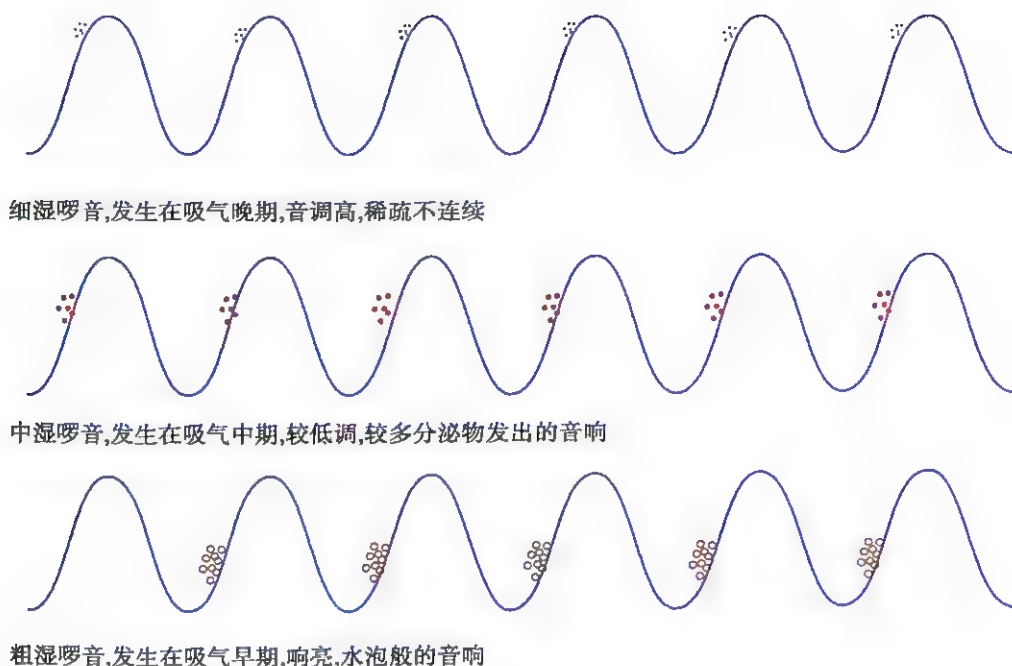 细湿啰音,发生在吸气晚期,音调高,稀疏不连续
中湿啰音,发生在吸气中期,较低调,较多分泌物发出的音响
粗湿啰音,发生在吸气早期,响亮,水泡般的音响